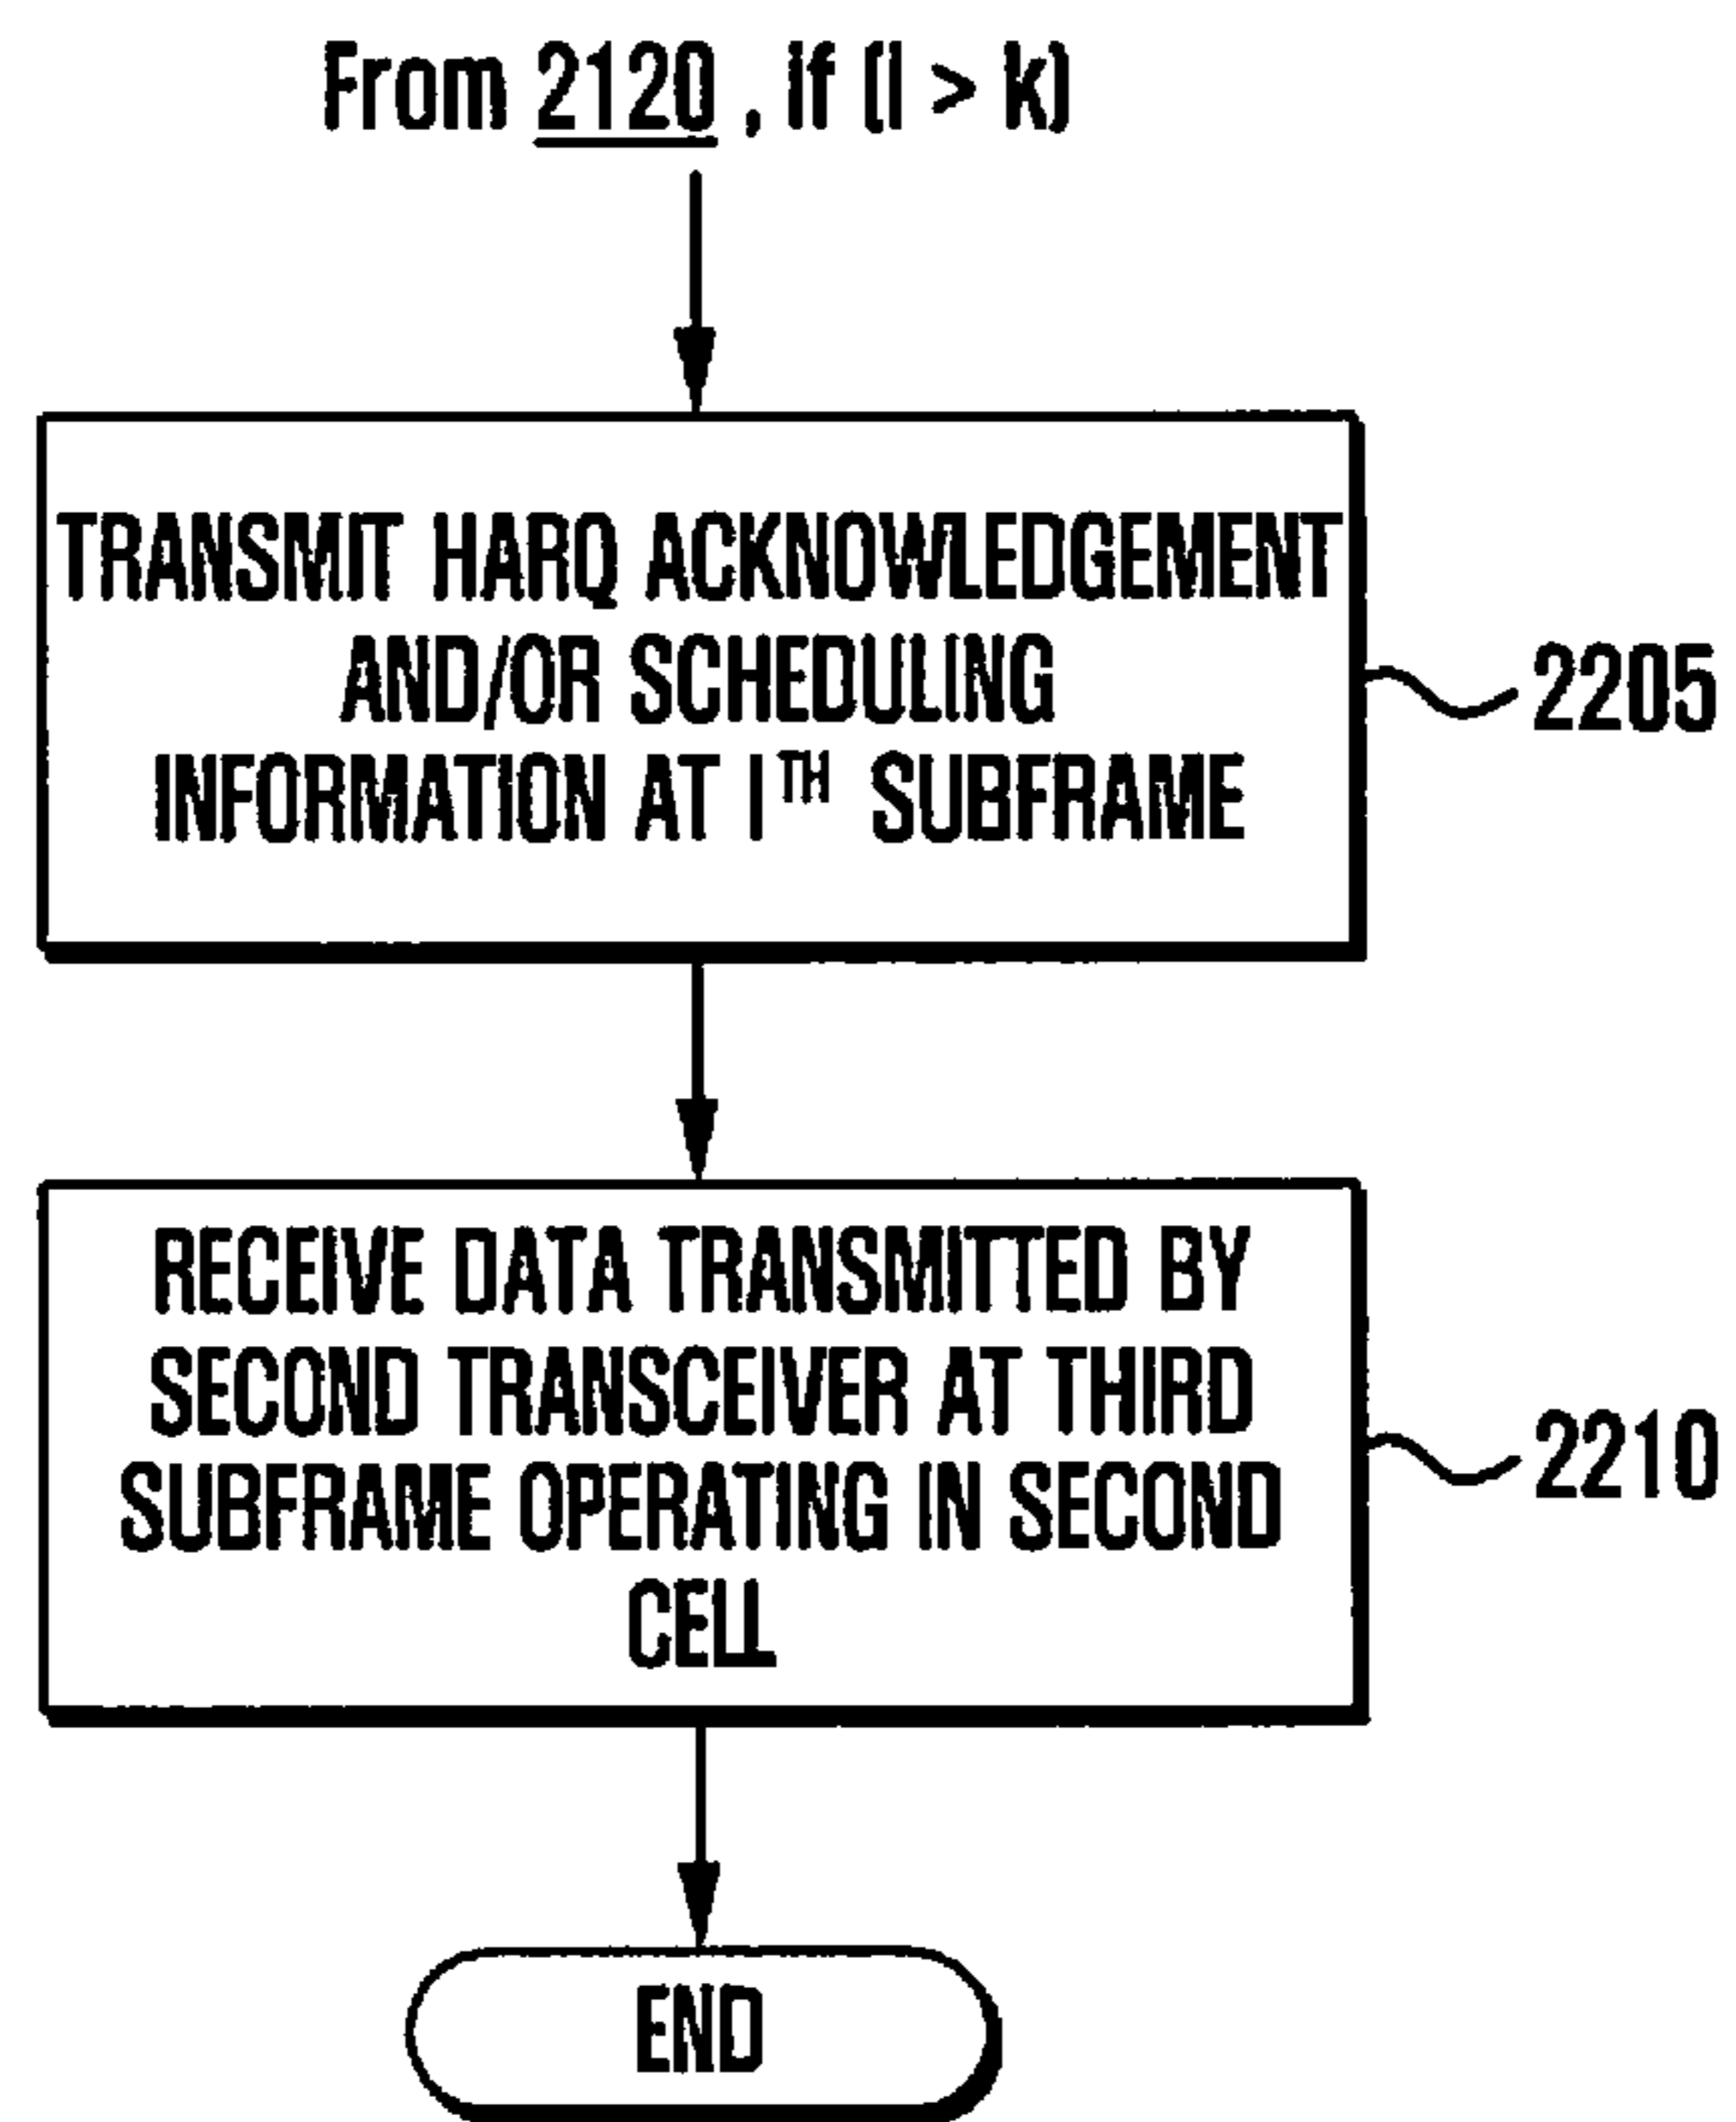 From 2120 , if (l > k)
TRANSMIT HARQ ACKNOWLEDGEMENT
AND/OR SCHEDULING
INFORMATION AT lTH SUBFRAME
2205
RECEIVE DATA TRANSMITTED BY
SECOND TRANSCEIVER AT THIRD
SUBFRAME OPERATING IN SECOND
CELL
2210
END